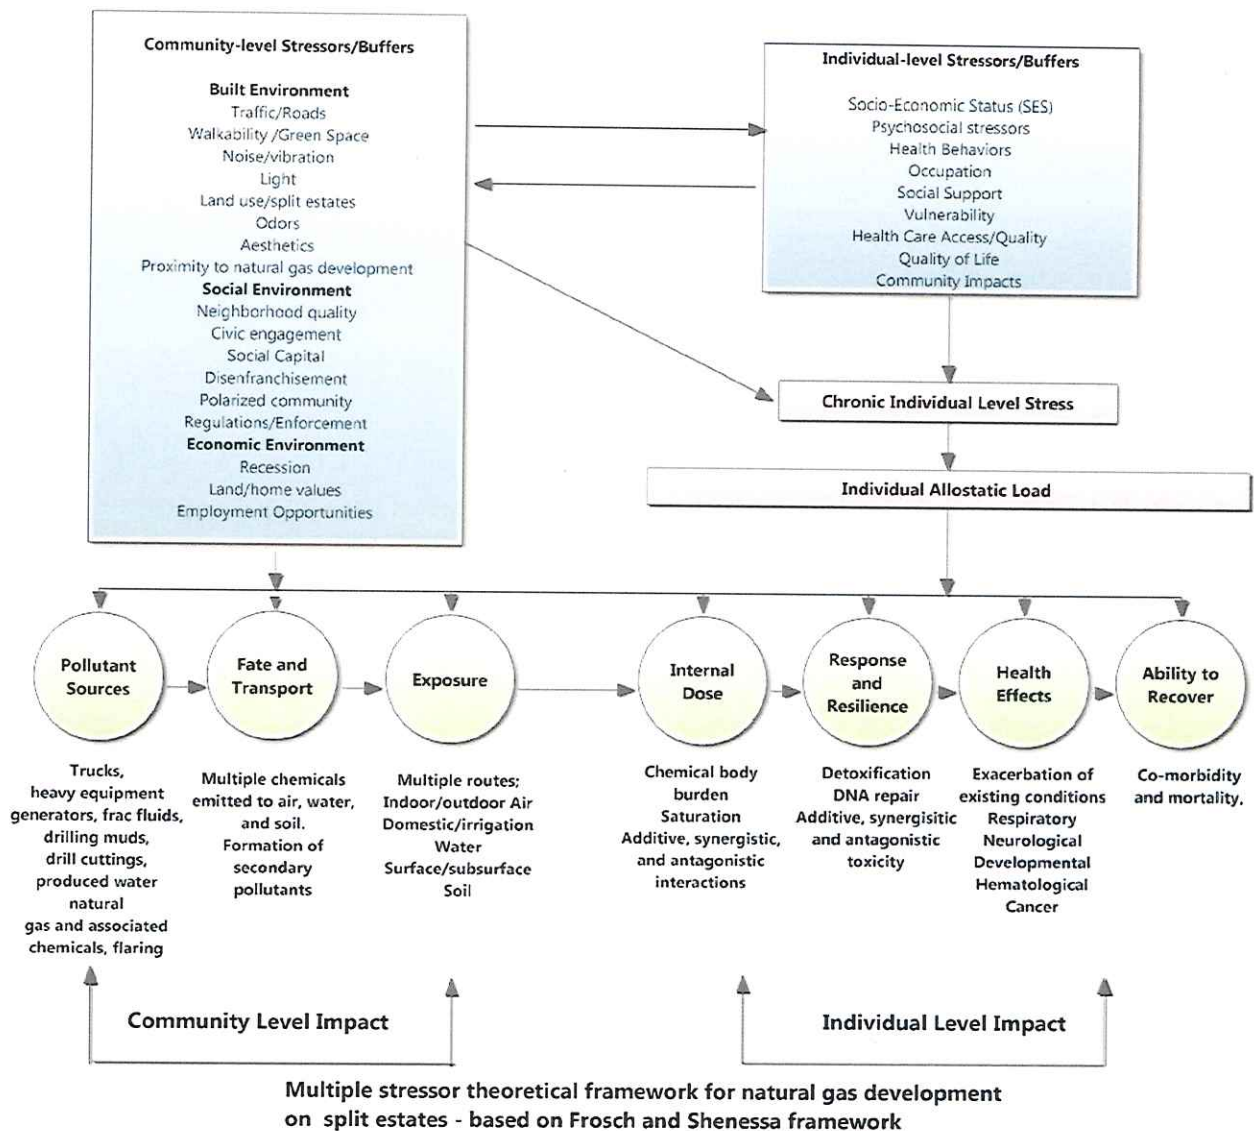 Community-level Stressors/Buffers
Built Environment
Traffic/Roads
Walkability /Green Space
Noise/vibration
Light
Land use/split estates
Odors
Aesthetics
Proximity to natural gas development
Social Environment
Neighborhood quality
Civic engagement
Social Capital
Disenfranchisement
Polarized community
Regulations/Enforcement
Economic Environment
Recession
Land/home values
Employment Opportunities
Individual-level Stressors/Buffers
Socio-Economic Status (SES)
Psychosocial stressors
Health Behaviors
Occupation
Social Support
Vulnerability
Health Care Access/Quality
Quality of Life
Community Impacts
Chronic Individual Level Stress
Individual Allostatic Load
Pollutant
Sources
Fate and
Transport
Exposure
Internal
Dose
Response
and
Resilience
Health
Effects
Ability to
Recover
Trucks,
heavy equipment
generators, frac fluids,
drilling muds,
drill cuttings,
produced water
natural
gas and associated
chemicals, flaring
Multiple chemicals
emitted to air, water,
and soil.
Formation of
secondary
pollutants
Multiple routes;
Indoor/outdoor Air
Domestic/irrigation
Water
Surface/subsurface
Soil
Chemical body
burden
Saturation
Additive, synergistic,
and antagonistic
interactions
Detoxification
DNA repair
Additive, synergisitic
and antagonistic
toxicity
Exacerbation of
existing conditions
Respiratory
Neurological
Developmental
Hematological
Cancer
Co-morbidity
and mortality.
Community Level Impact
Individual Level Impact
Multiple stressor theoretical framework for natural gas development
on split estates - based on Frosch and Shenessa framework